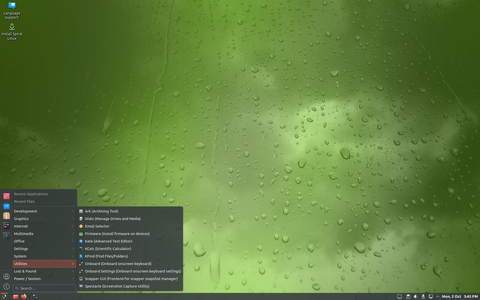 Language
support
Install Spiral
Linux
Recent Applications
Recent Files
Development
Graphics
Internet
Multimedia
Office
Settings
System
Utilities
Lost & Found
Power / Session
Search...
Ark (Archiving Tool)
Disks (Manage Drives and Media)
Emoji Selector
Firmware (Install firmware on devices)
Kate (Advanced Text Editor)
KCalc (Scientific Calculator)
KFind (Find Files/Folders)
Onboard (Onboard onscreen keyboard)
Onboard Settings (Onboard onscreen keyboard settings)
Snapper GUI (Frontend for snapper manager)
Spectacle (Screenshot Capture Utility)
Mon, 2 Oct 3:43 PM